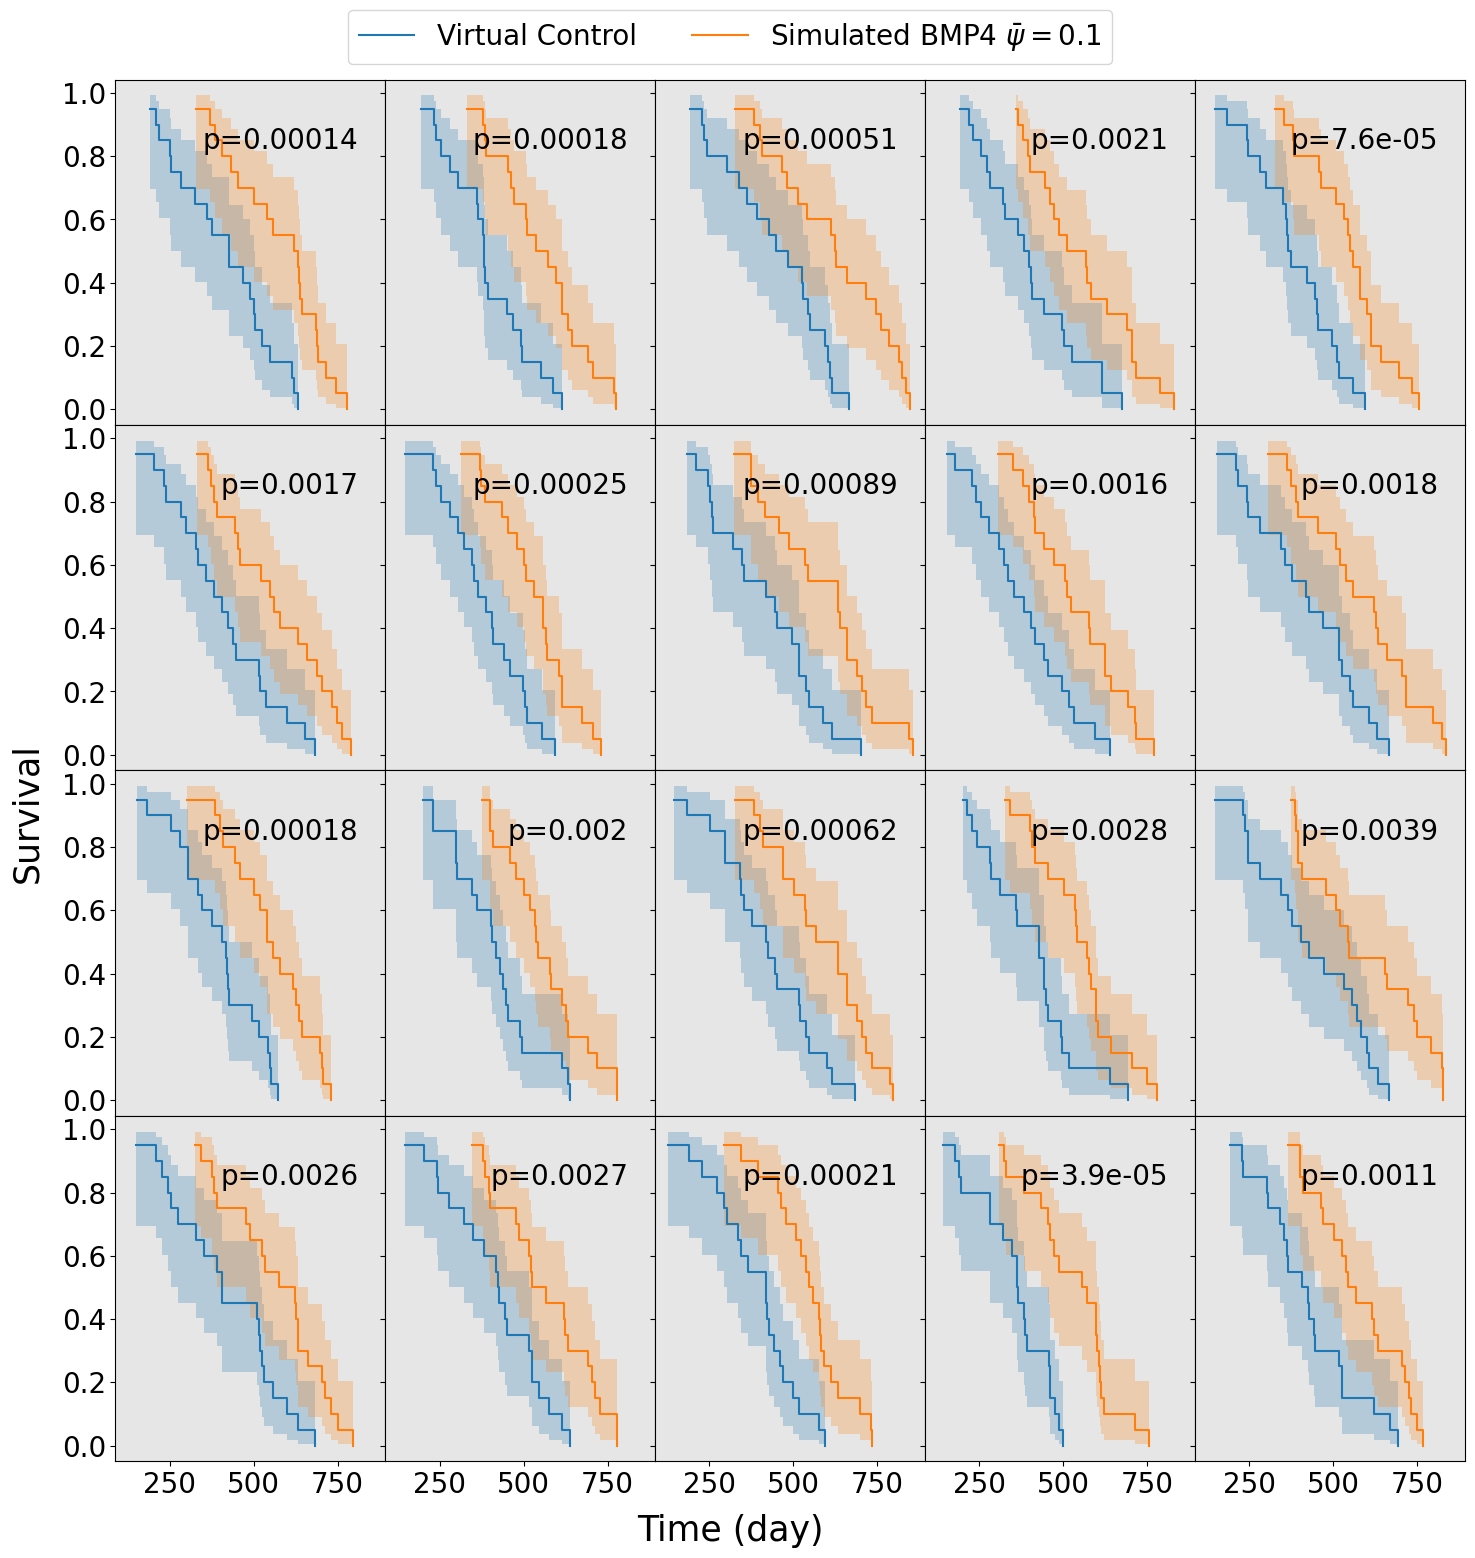 Virtual Control Simulated BMP4 ψ̄ = 0.1
1.0 p=0.00014 p=0.00018 p=0.00051 p=0.0021 p=7.6e-05
0.8
0.6
0.4
0.2
0.0
1.0 p=0.0017 p=0.00025 p=0.00089 p=0.0016 p=0.0018
0.8
0.6
0.4
0.2
0.0
Survival
1.0 p=0.00018 p=0.002 p=0.00062 p=0.0028 p=0.0039
0.8
0.6
0.4
0.2
0.0
1.0 p=0.0026 p=0.0027 p=0.00021 p=3.9e-05 p=0.0011
0.8
0.6
0.4
0.2
0.0
250 500 750 250 500 750 250 500 750 250 500 750 250 500 750
Time (day)